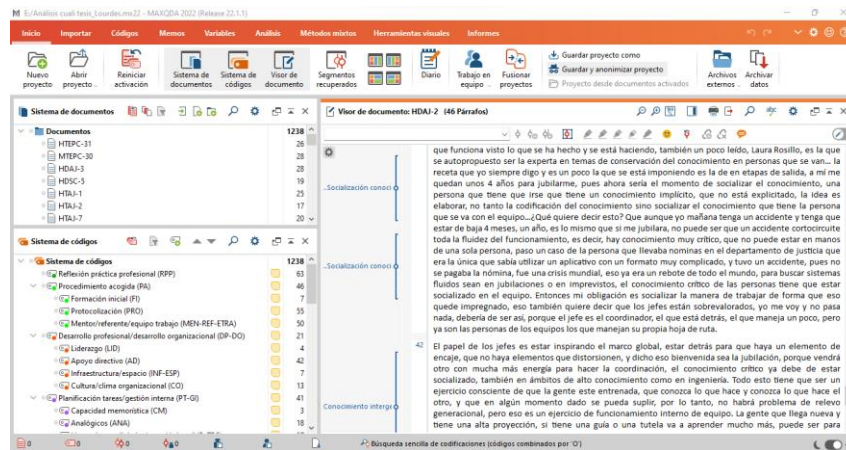 E:/Análisis cuali tesis_Lourdes.mx22 - MAXQDA 2022 (Release 22.1.1)
Inicio Importar Códigos Memos Variables Análisis Métodos mixtos Herramientas visuales Informes
Nuevo proyecto
Abrir proyecto
Reiniciar activación
Sistema de documentos
Sistema de códigos
Visor de documento
Segmentos recuperados
Diario
Trabajo en equipo
Fusionar proyectos
Guardar proyecto como
Guardar y anonimizar proyecto
Proyecto desde documentos activados
Archivos externos
Archivar datos
Sistema de documentos
Documentos 1238
HTEPC-31 26
MTEPC-30 28
HDAJ-3 28
HDSC-5 19
HTAJ-1 25
HTAJ-2 17
HTAJ-7 20
Sistema de códigos
Sistema de códigos 1238
Reflexión práctica profesional (RPP) 63
Procedimiento acogida (PA) 46
Formación inicial (FI) 7
Protocolización (PRO) 55
Mentor/referente/equipo trabajo (MEN-REF-ETRA) 50
Desarrollo profesional/desarrollo organizacional (DP-DO) 21
Liderazgo (LID) 4
Apoyo directivo (AD) 42
Infraestructura/espacio (INF-ESP) 7
Cultura/clima organizacional (CO) 13
Planificación tareas/gestión interna (PT-GI) 41
Capacidad memorística (CM) 3
Analógicos (ANA) 18
Visor de documento: HDAJ-2 (46 Párrafos)
..Socialización conoci
..Socialización conoci
Conocimiento interge
que funciona visto lo que se ha hecho y se está haciendo, también un poco leído, Laura Rosillo, es la que
se autopropuesto ser la experta en temas de conservación del conocimiento en personas que se van... la
receta que yo siempre digo y es un poco la que se está imponiendo es la de en etapas de salida, a mí me
quedan unos 4 años para jubilarme, pues ahora sería el momento de socializar el conocimiento, una
persona que tiene que irse que tiene un conocimiento implícito, que no está explicitado, la idea es
elaborar, no tanto la codificación del conocimiento sino socializar el conocimiento que tiene la persona
que se va con el equipo...¿Qué quiere decir esto? Que aunque yo mañana tenga un accidente y tenga que
estar de baja 4 meses, un año, es lo mismo que si me jubilara, no puede ser que un accidente cortocircuite
toda la fluidez del funcionamiento, es decir, hay conocimiento muy crítico, que no puede estar en manos
de una sola persona, paso un caso de la persona que llevaba nominas en el departamento de justicia que
era la única que sabía utilizar un aplicativo con un formato muy complicado, y tuvo un accidente, pues no
se pagaba la nómina, fue una crisis mundial, eso ya era un rebote de todo el mundo, para buscar sistemas
fluidos sean en jubilaciones o en imprevistos, el conocimiento crítico de las personas tiene que estar
socializado en el equipo. Entonces mi obligación es socializar la manera de trabajar de forma que eso
quede impregnado, eso también quiere decir que los jefes están sobrevalorados, yo me voy y no pasa
nada, debería de ser así, porque el jefe es el coordinador, el que está detrás, el que maneja un poco, pero
ya son las personas de los equipos los que manejan su propia hoja de ruta.
42 El papel de los jefes es estar inspirando el marco global, estar detrás para que haya un elemento de
encaje, que no haya elementos que distorsionen, y dicho eso bienvenida sea la jubilación, porque vendrá
otro con mucha más energía para hacer la coordinación, el conocimiento crítico ya debe de estar
socializado, también en ámbitos de alto conocimiento como en ingeniería. Todo esto tiene que ser un
ejercicio consciente de que la gente este entrenada, que conozca lo que hace y conozca lo que hace el
otro, y que en algún momento dado se pueda suplir, por lo tanto, no habrá problema de relevo
generacional, pero eso es un ejercicio de funcionamiento interno de equipo. La gente que llega nueva y
tiene una alta proyección, si tiene una guía o una tutela va a aprender mucho más, puede ser para
0 0 0 0
Búsqueda sencilla de codificaciones (códigos combinados por 'O')